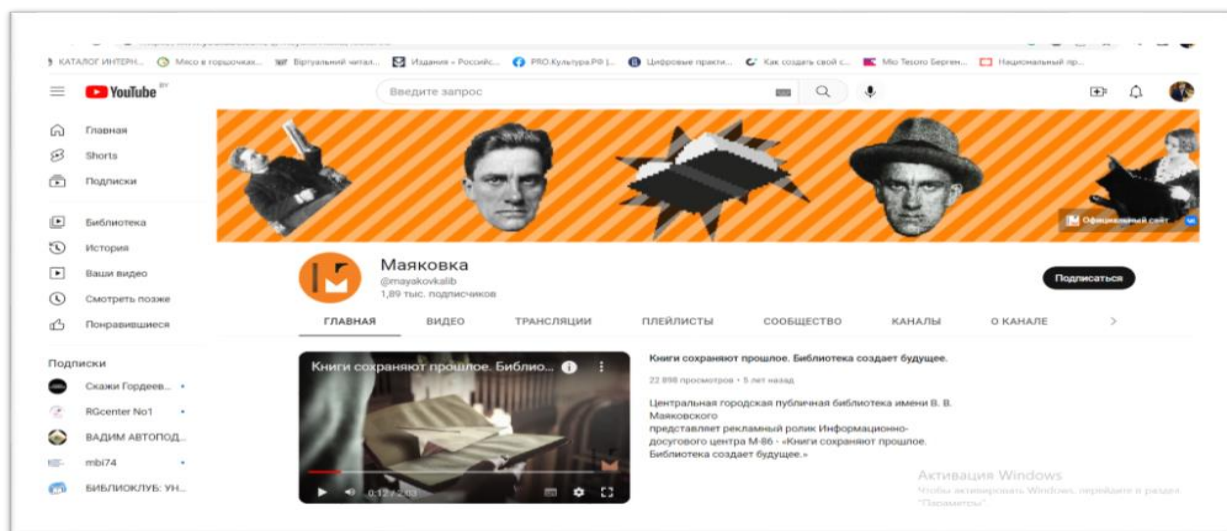 КАТАЛОГ ИНТЕРН... Мясо в горшочках... Віртуальний читал... Издания – Российс... PRO.Культура.РФ |... Цифровые практи... Как создать свой с... Mio Tesoro Берген... Национальный пр...
YouTube BY
Введите запрос
Главная
Shorts
Подписки
Библиотека
История
Ваши видео
Смотреть позже
Понравившиеся
Подписки
Скажи Гордеев...
RGcenter No1
ВАДИМ АВТОПОД...
mbi74
БИБЛИОКЛУБ: УН...
Официальный сайт
Маяковка
@mayakovkalib
1,89 тыс. подписчиков
Подписаться
ГЛАВНАЯ ВИДЕО ТРАНСЛЯЦИИ ПЛЕЙЛИСТЫ СООБЩЕСТВО КАНАЛЫ О КАНАЛЕ
Книги сохраняют прошлое. Библио...
0:12 / 2:03
Книги сохраняют прошлое. Библиотека создает будущее.
22 898 просмотров • 5 лет назад
Центральная городская публичная библиотека имени В. В.
Маяковского
представляет рекламный ролик Информационно-
досугового центра М-86 - «Книги сохраняют прошлое.
Библиотека создает будущее.»
Активация Windows
Чтобы активировать Windows, перейдите в раздел
"Параметры".